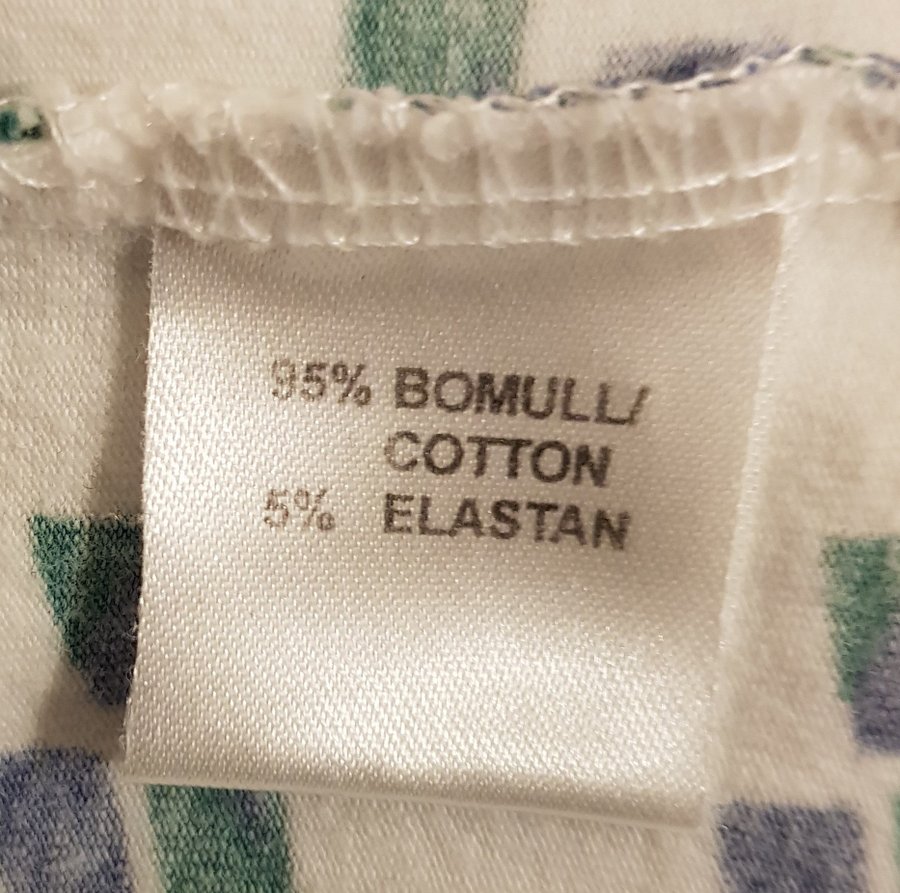 95% BOMULL/
COTTON
5% ELASTAN